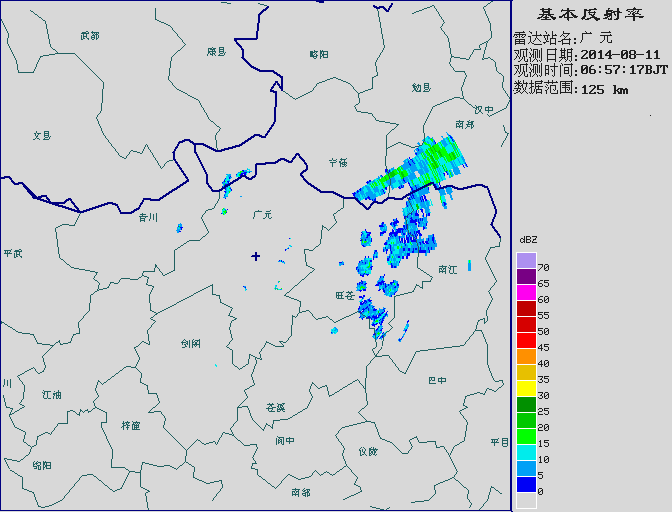 基本反射率
雷达站名:广 元
观测日期:2014-08-11
观测时间:06:57:17BJT
数据范围:125 km
武都
康县
略阳
勉县
汉中
南郑
文县
宁强
青川
广元
平武
南江
旺苍
剑阁
川
江油
巴中
苍溪
梓潼
阆中
仪陇
平昌
绵阳
南部
dBZ
70
65
60
55
50
45
40
35
30
25
20
15
10
5
0